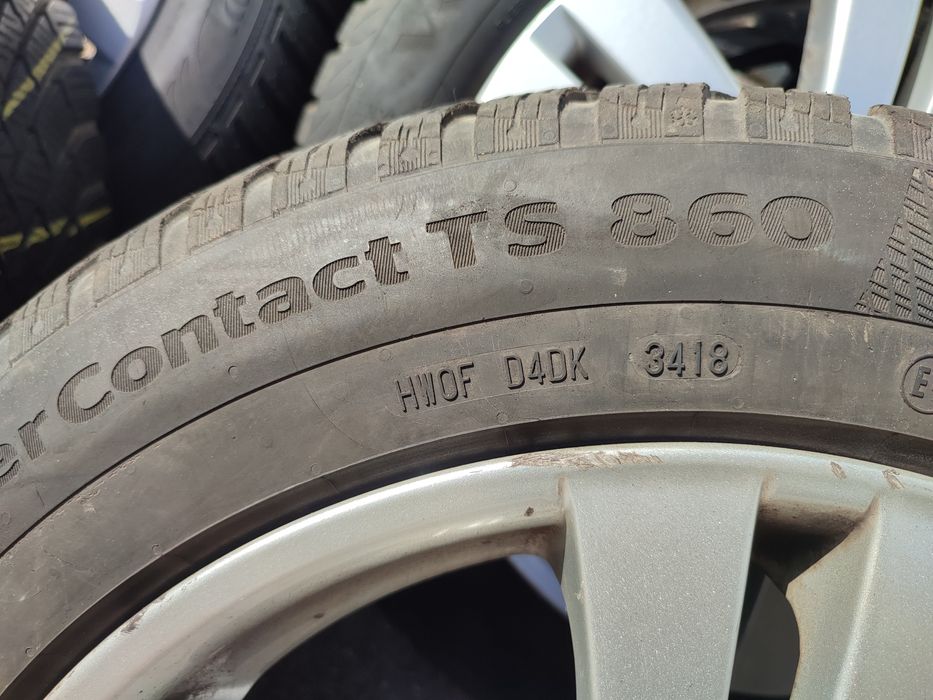 erContact TS 860
HW0F D4DK 3418
E